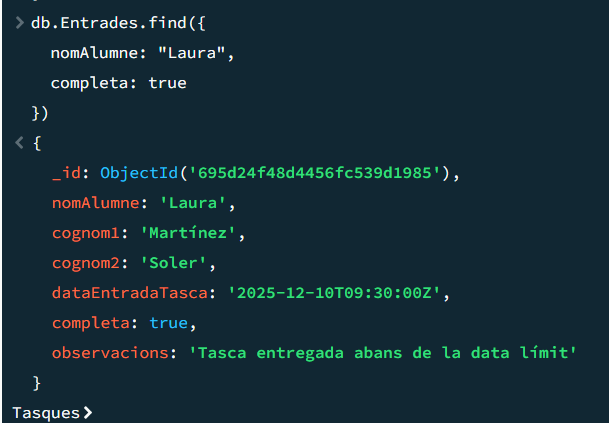 > db.Entrades.find({
nomAlumne: "Laura",
completa: true
})
< {
_id: ObjectId('695d24f48d4456fc539d1985'),
nomAlumne: 'Laura',
cognom1: 'Martínez',
cognom2: 'Soler',
dataEntradaTasca: '2025-12-10T09:30:00Z',
completa: true,
observacions: 'Tasca entregada abans de la data límit'
}
Tasques>